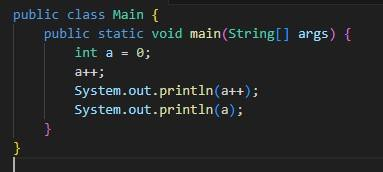 public class Main {
    public static void main(String[] args) {
        int a = 0;
        a++;
        System.out.println(a++);
        System.out.println(a);
    }
}